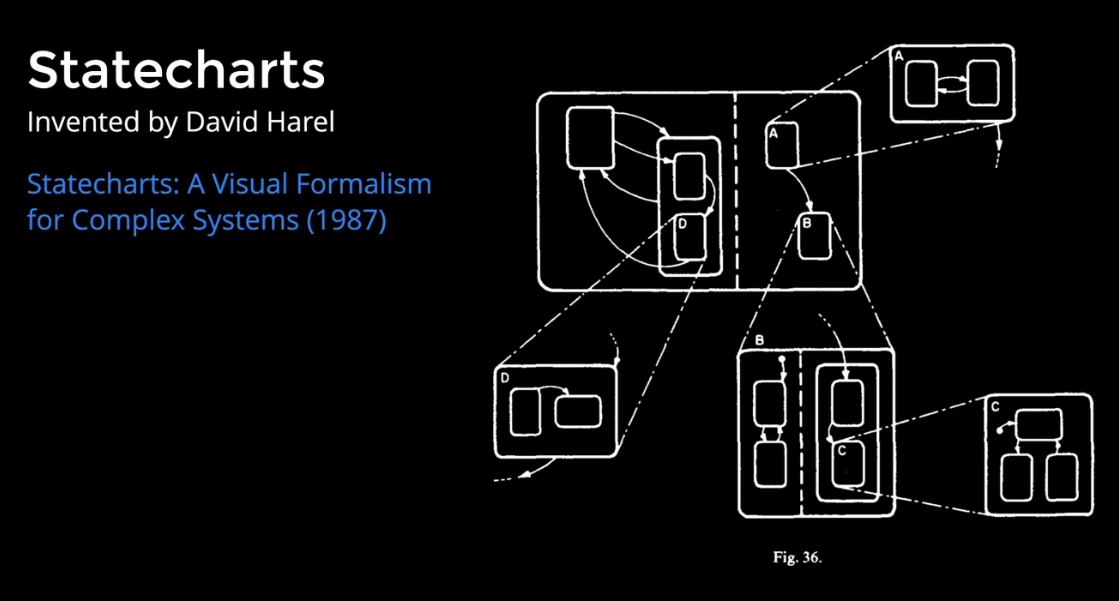 Statecharts
Invented by David Harel
Statecharts: A Visual Formalism
for Complex Systems (1987)
A
A
D
B
B
D
C
C
Fig. 36.